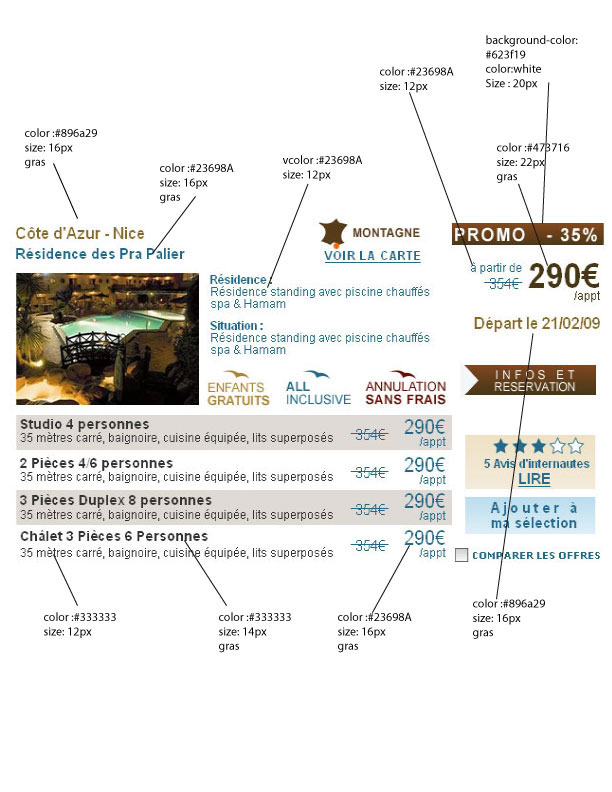 background-color:
#623f19
color:white
Size : 20px
color :#23698A
size: 12px
color :#896a29
size: 16px
gras
color :#23698A
size: 16px
gras
vcolor :#23698A
size: 12px
color :#473716
size: 22px
gras
Côte d'Azur - Nice
Résidence des Pra Palier
MONTAGNE
VOIR LA CARTE
PROMO - 35%
à partir de
354€
290€
/appt
Départ le 21/02/09
Résidence :
Résidence standing avec piscine chauffés
spa & Hamam
Situation :
Résidence standing avec piscine chauffés
spa & Hamam
ENFANTS
GRATUITS
ALL
INCLUSIVE
ANNULATION
SANS FRAIS
INFOS ET
RESERVATION
Studio 4 personnes
35 mètres carré, baignoire, cuisine équipée, lits superposés
354€
290€
/appt
2 Pièces 4/6 personnes
35 mètres carré, baignoire, cuisine équipée, lits superposés
354€
290€
/appt
3 Pièces Duplex 8 personnes
35 mètres carré, baignoire, cuisine équipée, lits superposés
354€
290€
/appt
Châlet 3 Pièces 6 Personnes
35 mètres carré, baignoire, cuisine équipée, lits superposés
354€
290€
/appt
5 Avis d'internautes
LIRE
Ajouter à
ma sélection
COMPARER LES OFFRES
color :#333333
size: 12px
color :#333333
size: 14px
gras
color :#23698A
size: 16px
gras
color :#896a29
size: 16px
gras